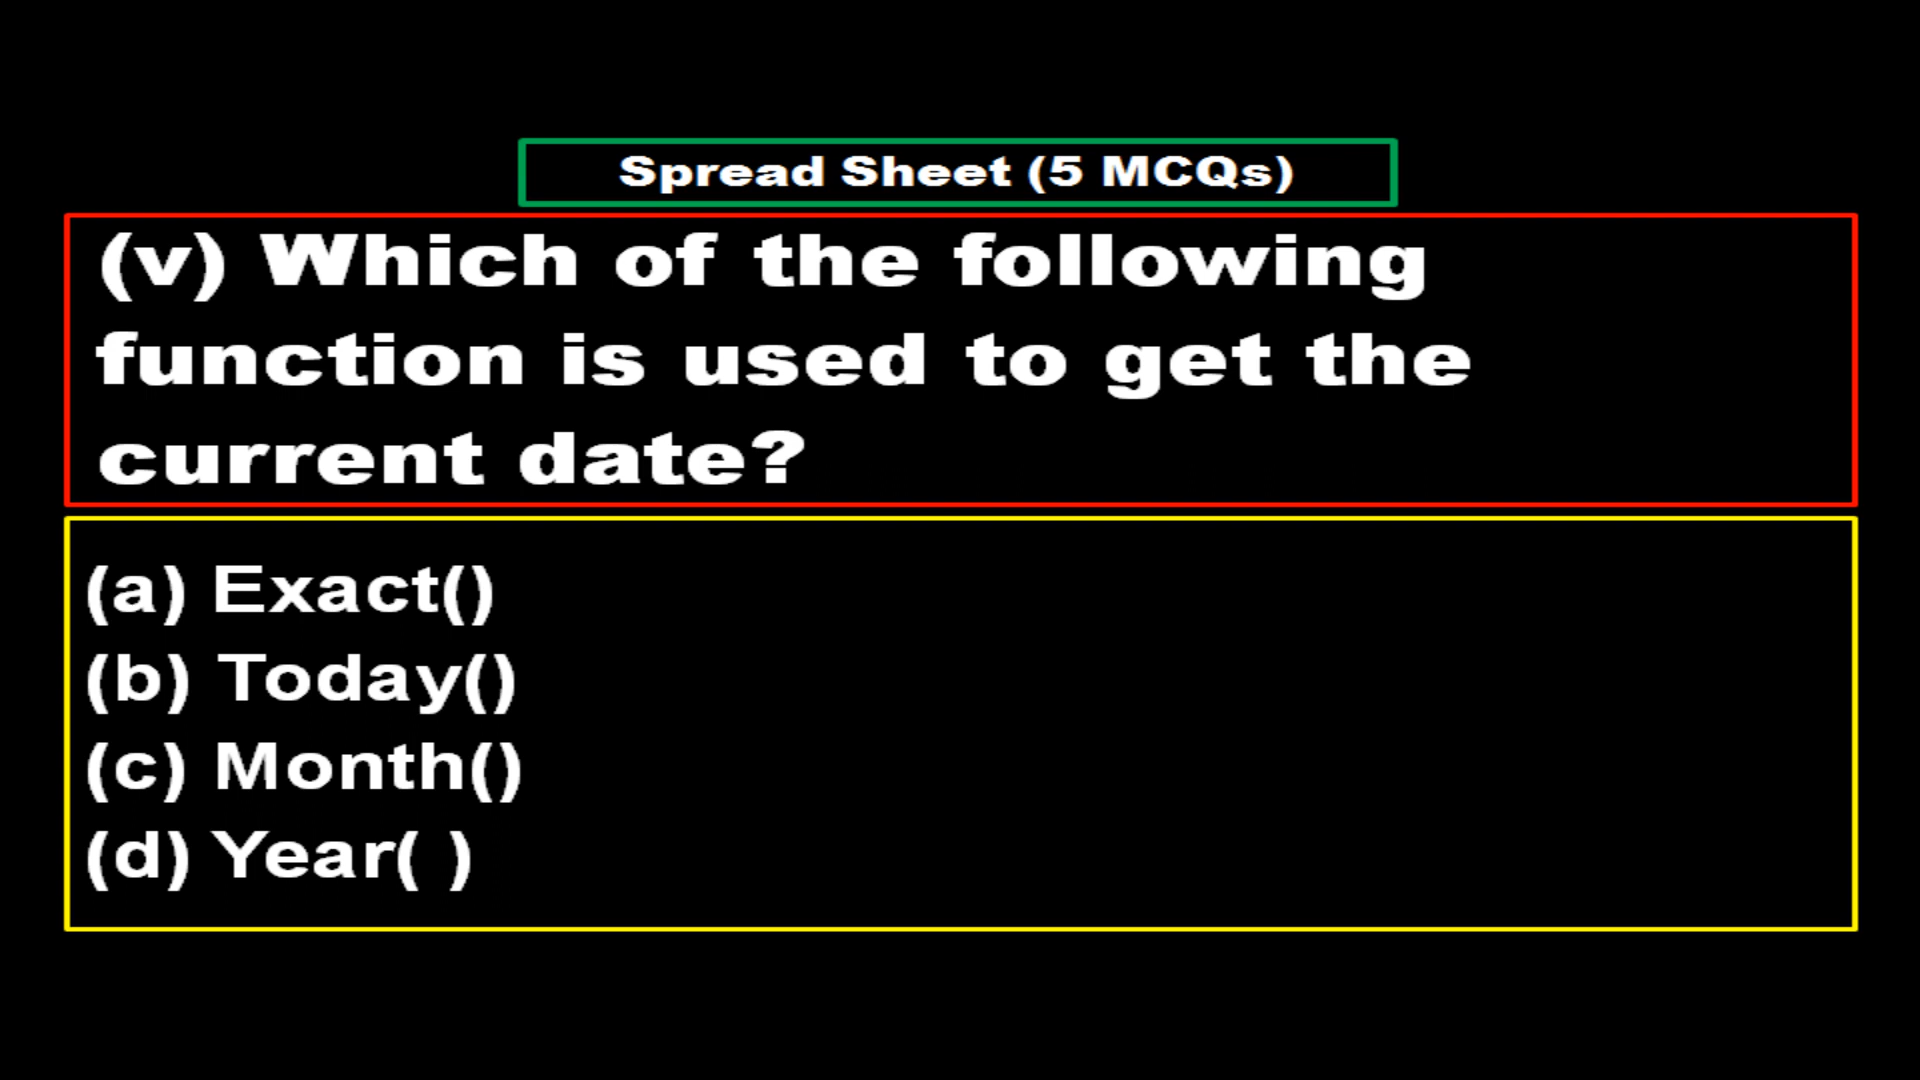 Spread Sheet (5 MCQs)
(v) Which of the following
function is used to get the
current date?
(a) Exact()
(b) Today()
(c) Month()
(d) Year( )